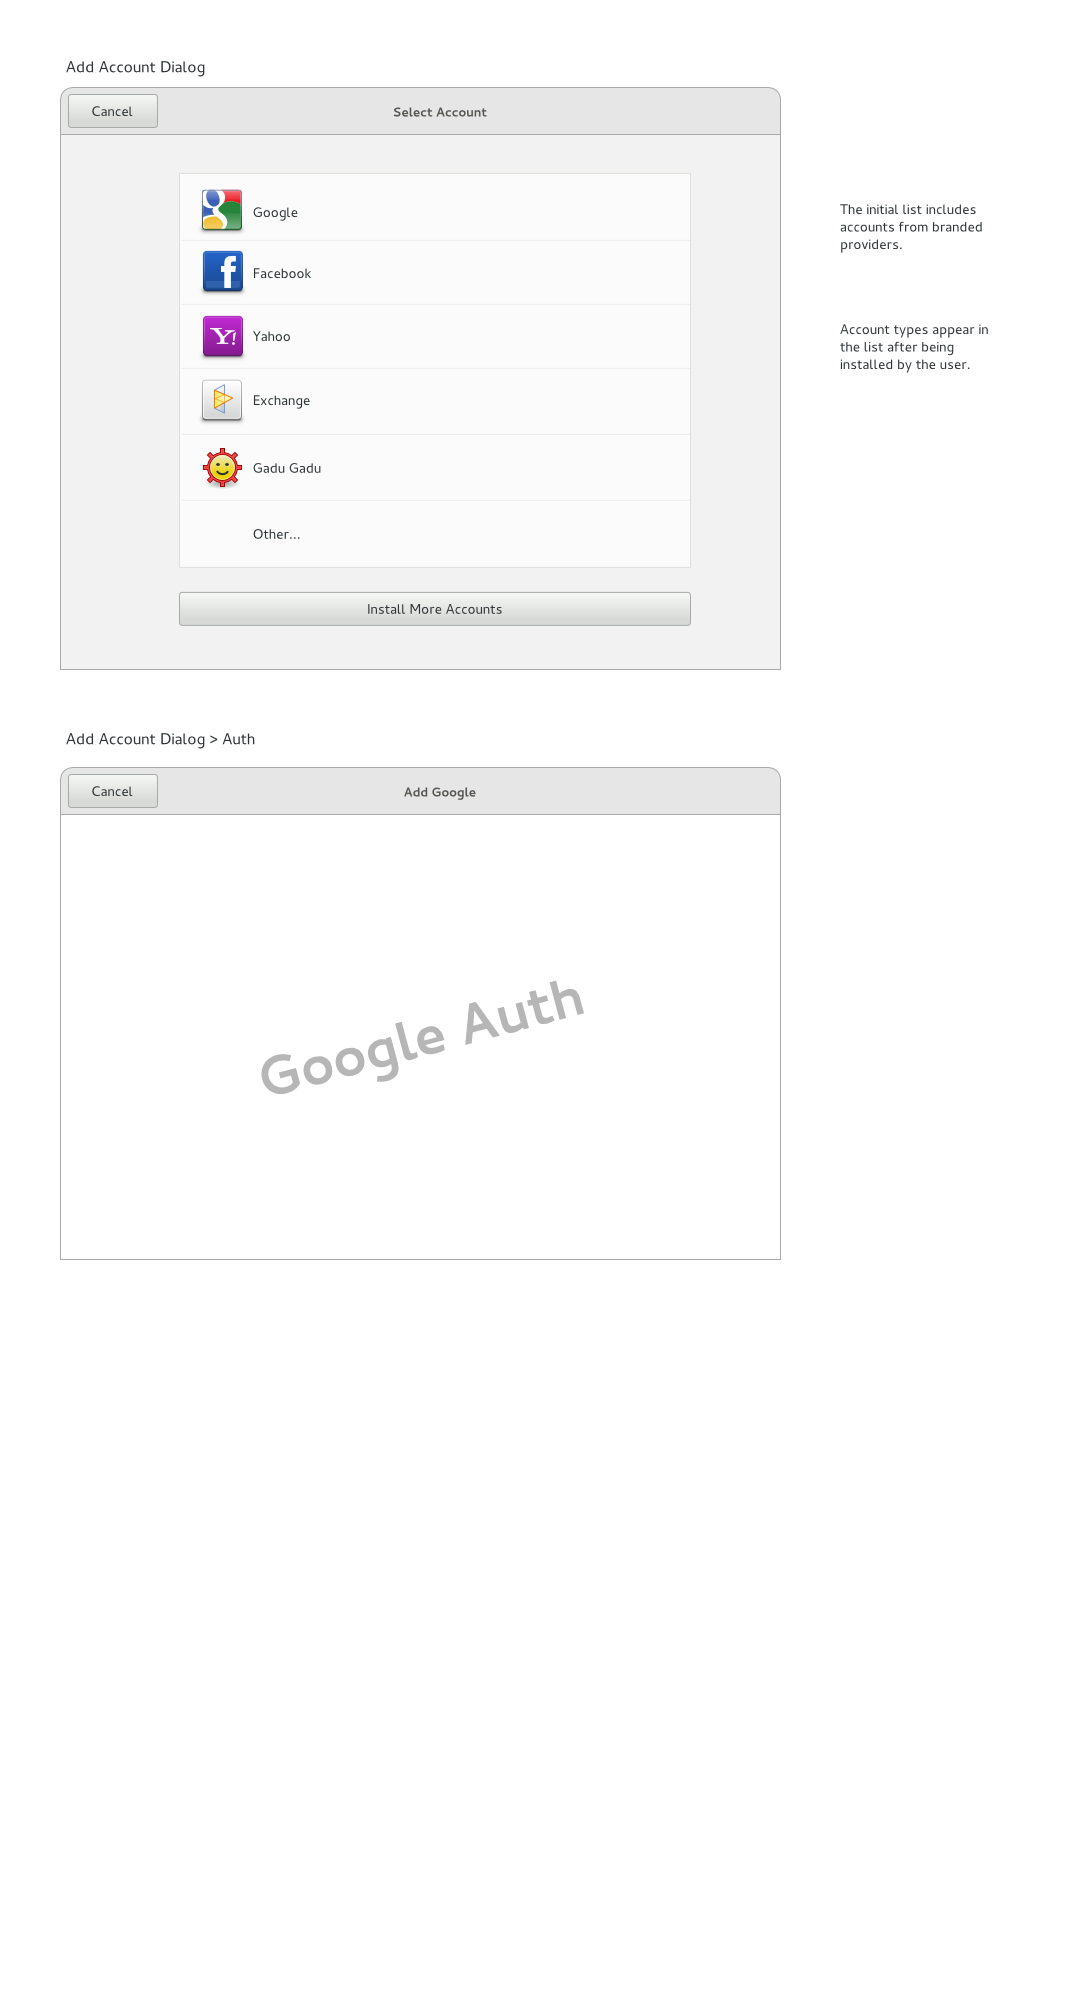 Add Account Dialog
Cancel
Select Account
Google
Facebook
Yahoo
Exchange
Gadu Gadu
Other...
Install More Accounts
The initial list includes
accounts from branded
providers.
Account types appear in
the list after being
installed by the user.
Add Account Dialog > Auth
Cancel
Add Google
Google Auth